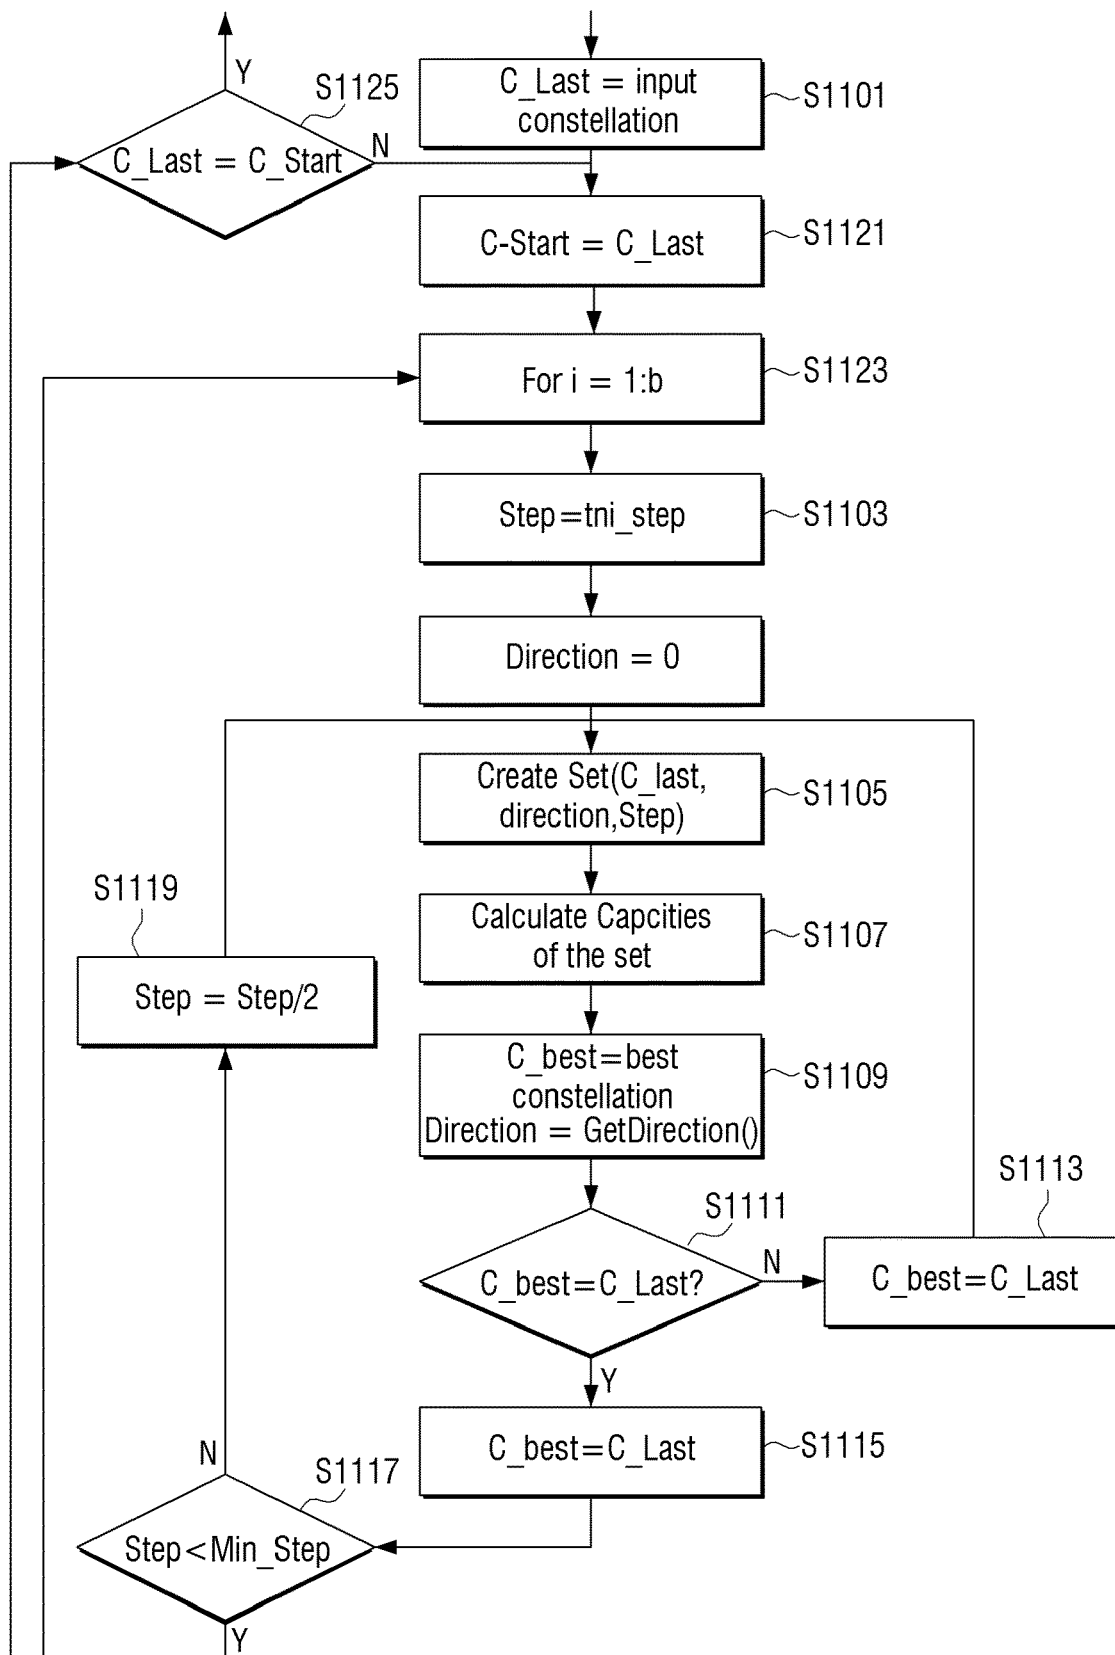 Y
S1125
C_Last = C_Start
N
C_Last = input
constellation
S1101
C-Start = C_Last
S1121
For i = 1:b
S1123
Step=tni_step
S1103
Direction = 0
Create Set(C_last,
direction,Step)
S1105
S1119
Step = Step/2
Calculate Capcities
of the set
S1107
C_best=best
constellation
Direction = GetDirection()
S1109
S1111
C_best=C_Last?
N
S1113
C_best=C_Last
Y
C_best=C_Last
S1115
N
S1117
Step<Min_Step
Y